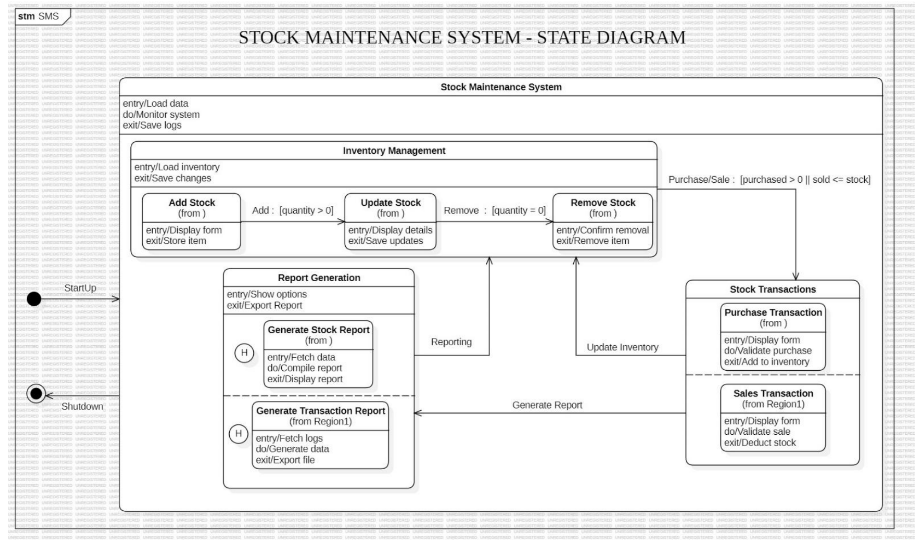 stm SMS
STOCK MAINTENANCE SYSTEM - STATE DIAGRAM
Stock Maintenance System
entry/Load data
do/Monitor system
exit/Save logs
Inventory Management
entry/Load inventory
exit/Save changes
Add Stock
(from )
entry/Display form
exit/Store item
Add : [quantity > 0]
Update Stock
(from )
entry/Display details
exit/Save updates
Remove : [quantity = 0]
Remove Stock
(from )
entry/Confirm removal
exit/Remove item
Purchase/Sale : [purchased > 0 || sold <= stock]
StartUp
Shutdown
Report Generation
entry/Show options
exit/Export Report
H
Generate Stock Report
(from )
entry/Fetch data
do/Compile report
exit/Display report
H
Generate Transaction Report
(from Region1)
entry/Fetch logs
do/Generate data
exit/Export file
Reporting
Update Inventory
Generate Report
Stock Transactions
Purchase Transaction
(from )
entry/Display form
do/Validate purchase
exit/Add to inventory
Sales Transaction
(from Region1)
entry/Display form
do/Validate sale
exit/Deduct stock